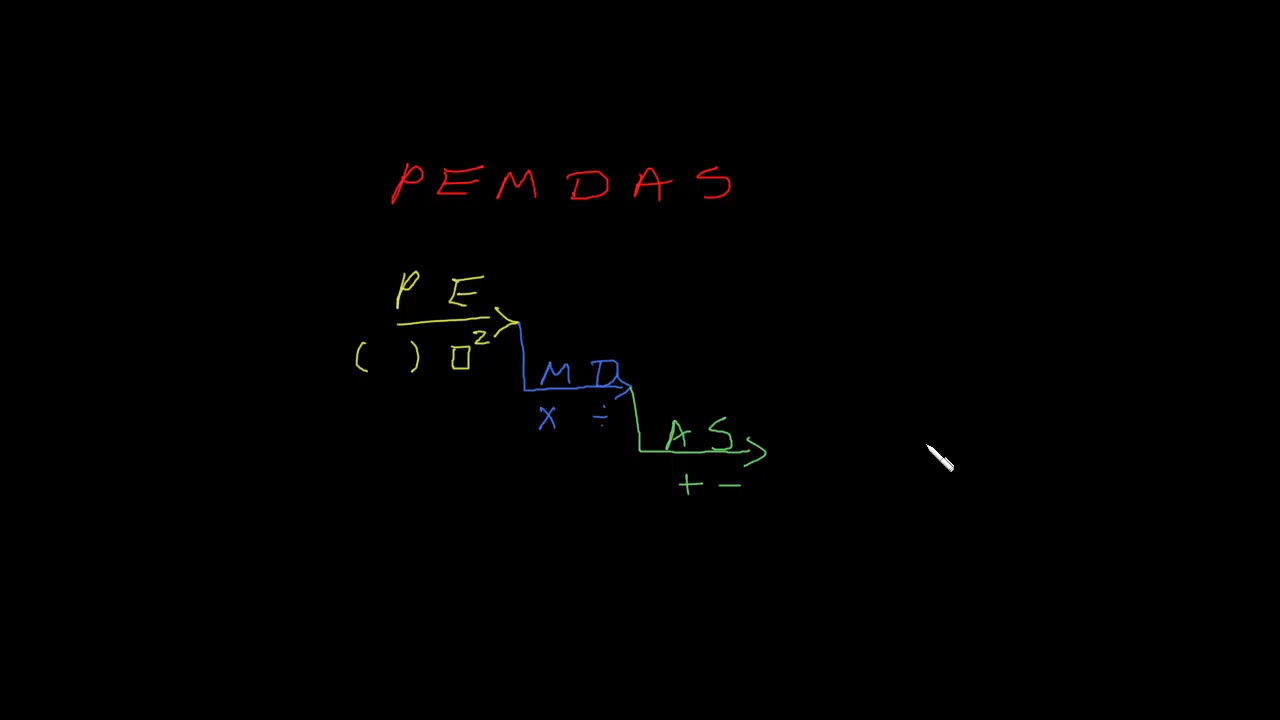 PEMDAS
P E
( ) □²
M D
x ÷
A S
+ −